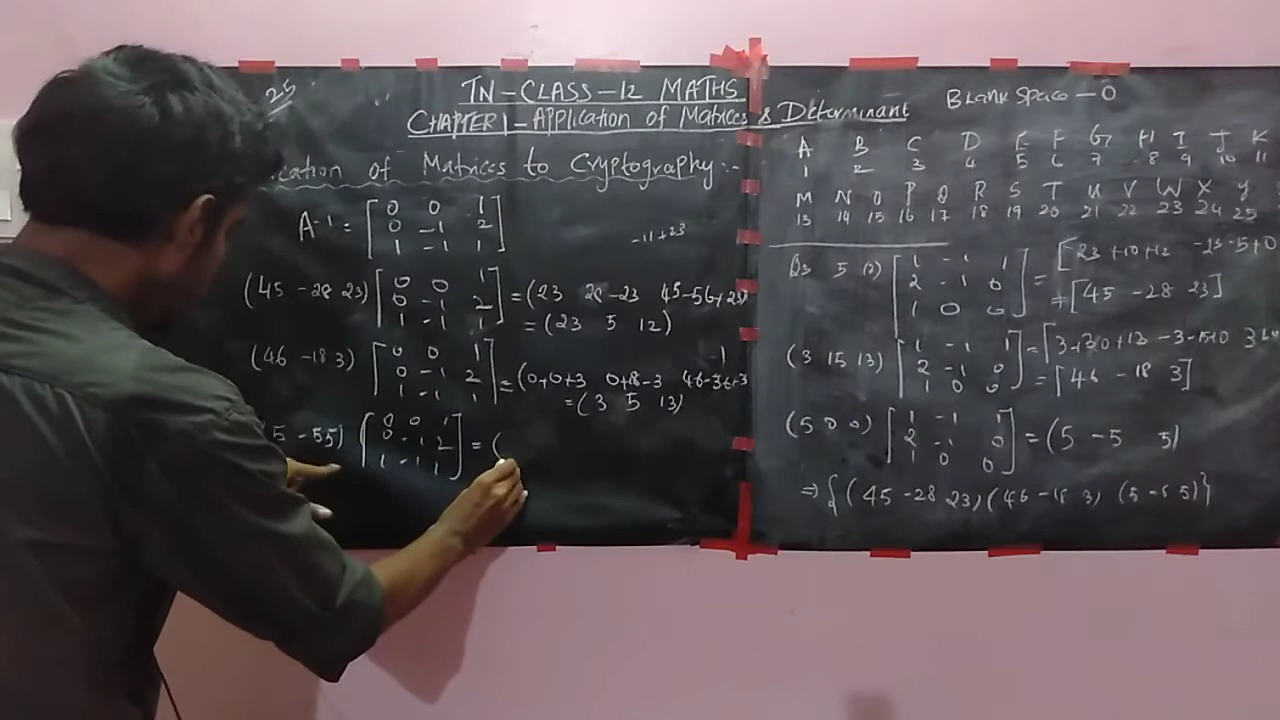 25
TN-CLASS-12 MATHS
CHAPTER 1 - Application of Matrices & Determinant
ication of Matrices to Cryptography:-
A-1 = [ 0 0 1
0 -1 2
1 -1 1 ]
-11+23
(45 -28 23) [ 0 0 1
0 -1 2
1 -1 1 ] = (23 28-23 45-56+23)
= (23 5 12)
(46 -18 3) [ 0 0 1
0 -1 2
1 -1 1 ] = (0+0+3 0+18-3 46-36+3
-1
= (3 5 13)
5 -5 5) [ 0 0 1
0 -1 2
1 -1 1 ] = (
Blank Space - 0
A B C D E F G H I J K
1 2 3 4 5 6 7 8 9 10 11
M N O P Q R S T U V W X Y
13 14 15 16 17 18 19 20 21 22 23 24 25
5 12) [ 1 -1 1
2 -1 0
1 0 0 ] = [23+10+12 -23-5+0
= [45 -28 23]
(3 15 13) [ 1 -1 1
2 -1 0
1 0 0 ] = [3+30+13 -3-15+0
= [46 -18 3]
(5 0 0) [ 1 -1 1
2 -1 0
1 0 0 ] = (5 -5 5)
⇒ {(45 -28 23)(46 -18 3) (5 -5 5)}